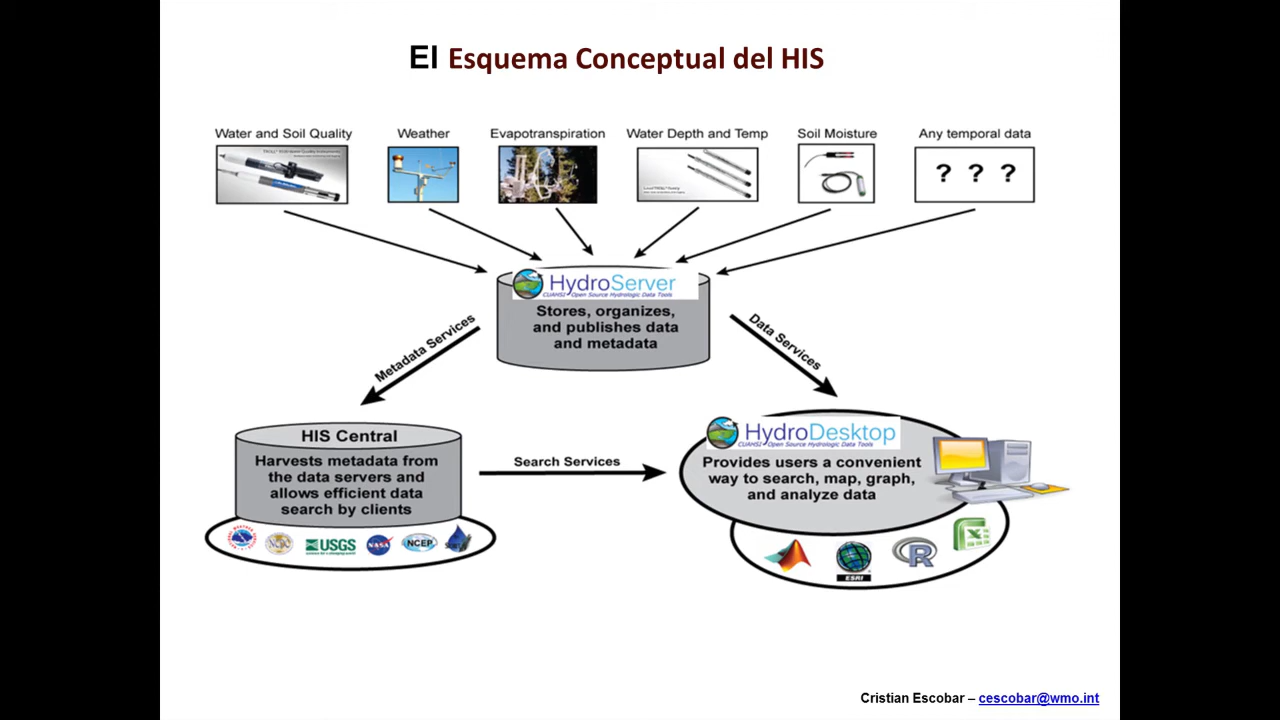 El Esquema Conceptual del HIS
Water and Soil Quality
Weather
Evapotranspiration
Water Depth and Temp
Soil Moisture
Any temporal data
? ? ?
HydroServer
CUAHSI Open Source Hydrologic Data Tools
Stores, organizes,
and publishes data
and metadata
Metadata Services
Data Services
HIS Central
Harvests metadata from
the data servers and
allows efficient data
search by clients
Search Services
HydroDesktop
CUAHSI Open Source Hydrologic Data Tools
Provides users a convenient
way to search, map, graph,
and analyze data
USGS
NASA
NCEP
ESRI
R
Cristian Escobar – cescobar@wmo.int